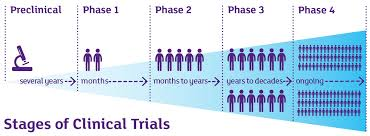 Preclinical
Phase 1
Phase 2
Phase 3
Phase 4
several years
months
months to years
years to decades
ongoing
Stages of Clinical Trials